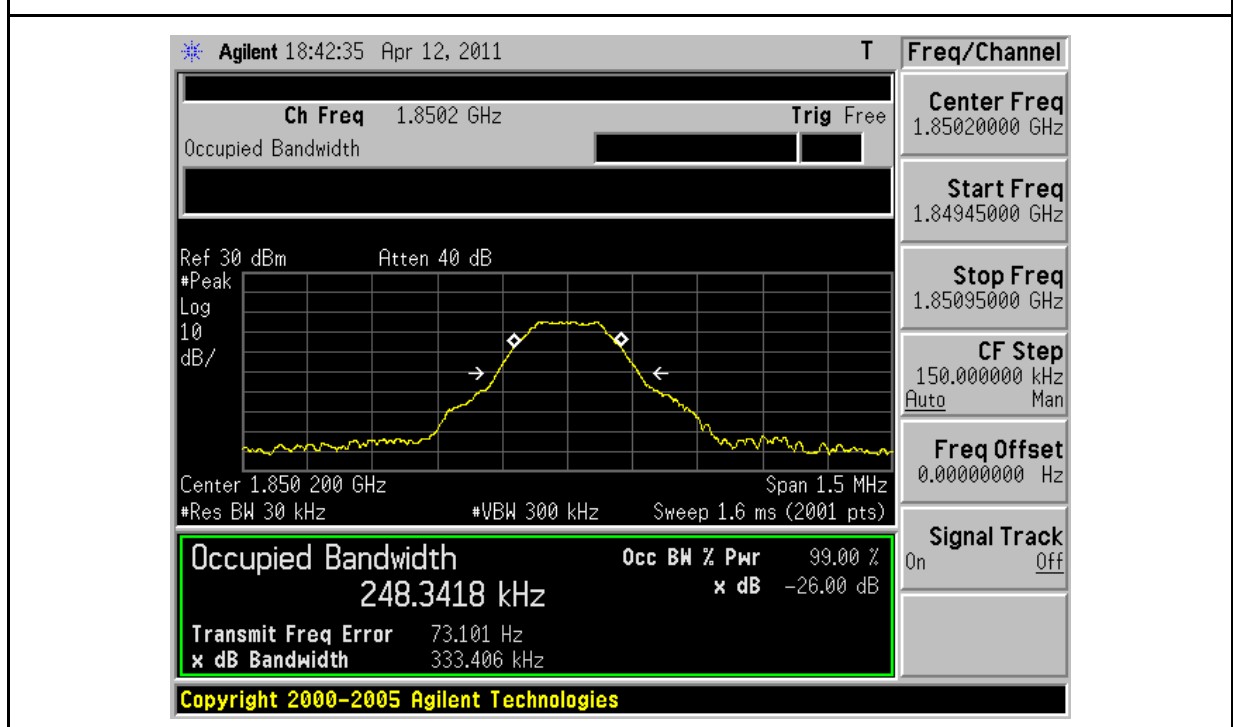 Agilent 18:42:35 Apr 12, 2011 T
Freq/Channel
Ch Freq 1.8502 GHz Trig Free
Occupied Bandwidth
Center Freq
1.85020000 GHz
Start Freq
1.84945000 GHz
Stop Freq
1.85095000 GHz
CF Step
150.000000 kHz
Auto Man
Freq Offset
0.00000000 Hz
Signal Track
On Off
Ref 30 dBm Atten 40 dB
#Peak
Log
10
dB/
Center 1.850 200 GHz Span 1.5 MHz
#Res BW 30 kHz #VBW 300 kHz Sweep 1.6 ms (2001 pts)
Occupied Bandwidth Occ BW % Pwr 99.00 %
248.3418 kHz x dB -26.00 dB
Transmit Freq Error 73.101 Hz
x dB Bandwidth 333.406 kHz
Copyright 2000-2005 Agilent Technologies